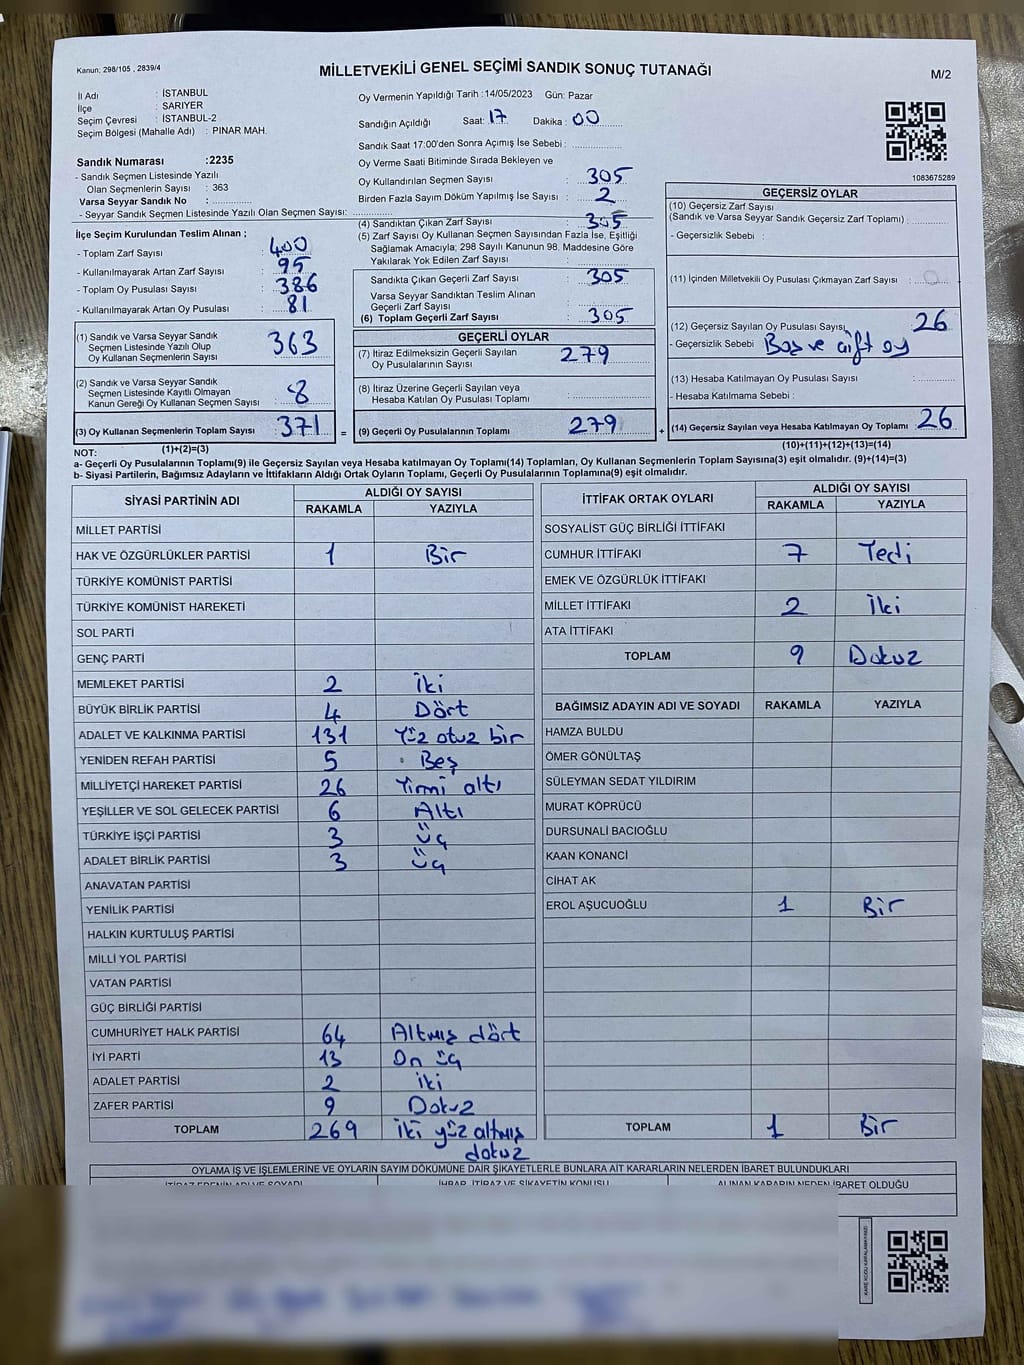 Kanun: 298/105 , 2839/4
MİLLETVEKİLİ GENEL SEÇİMİ SANDIK SONUÇ TUTANAĞI
M/2
İl Adı : İSTANBUL
İlçe : SARIYER
Seçim Çevresi : İSTANBUL-2
Seçim Bölgesi (Mahalle Adı) : PINAR MAH.
Oy Vermenin Yapıldığı Tarih :14/05/2023 Gün: Pazar
Sandığın Açıldığı Saat: 17 Dakika : 00
Sandık Saat 17:00'den Sonra Açımış İse Sebebi :
Sandık Numarası :2235
- Sandık Seçmen Listesinde Yazılı
Olan Seçmenlerin Sayısı : 363
Varsa Seyyar Sandık No :
- Seyyar Sandık Seçmen Listesinde Yazılı Olan Seçmen Sayısı:
Oy Verme Saati Bitiminde Sırada Bekleyen ve
Oy Kullandırılan Seçmen Sayısı : 305
Birden Fazla Sayım Döküm Yapılmış İse Sayısı : 2
1083675289
İlçe Seçim Kurulundan Teslim Alınan ;
- Toplam Zarf Sayısı : 400
- Kullanılmayarak Artan Zarf Sayısı : 95
- Toplam Oy Pusulası Sayısı : 386
- Kullanılmayarak Artan Oy Pusulası : 81
(4) Sandıktan Çıkan Zarf Sayısı : 305
(5) Zarf Sayısı Oy Kullanan Seçmen Sayısından Fazla İse, Eşitliği
Sağlamak Amacıyla; 298 Sayılı Kanunun 98. Maddesine Göre
Yakılarak Yok Edilen Zarf Sayısı :
Sandıkta Çıkan Geçerli Zarf Sayısı : 305
Varsa Seyyar Sandıktan Teslim Alınan
Geçerli Zarf Sayısı :
(6) Toplam Geçerli Zarf Sayısı : 305
GEÇERSİZ OYLAR
(10) Geçersiz Zarf Sayısı
(Sandık ve Varsa Seyyar Sandık Geçersiz Zarf Toplamı) :
- Geçersizlik Sebebi :
(11) İçinden Milletvekili Oy Pusulası Çıkmayan Zarf Sayısı :
(12) Geçersiz Sayılan Oy Pusulası Sayısı 26
- Geçersizlik Sebebi Boş ve çift oy
(13) Hesaba Katılmayan Oy Pusulası Sayısı :
- Hesaba Katılmama Sebebi :
(14) Geçersiz Sayılan veya Hesaba Katılmayan Oy Toplamı 26
(10)+(11)+(12)+(13)=(14)
(1) Sandık ve Varsa Seyyar Sandık
Seçmen Listesinde Yazılı Olup
Oy Kullanan Seçmenlerin Sayısı : 363
(2) Sandık ve Varsa Seyyar Sandık
Seçmen Listesinde Kayıtlı Olmayan
Kanun Gereği Oy Kullanan Seçmen Sayısı : 8
(3) Oy Kullanan Seçmenlerin Toplam Sayısı : 371 =
(1)+(2)=(3)
GEÇERLİ OYLAR
(7) İtiraz Edilmeksizin Geçerli Sayılan
Oy Pusulalarının Sayısı : 279
(8) İtiraz Üzerine Geçerli Sayılan veya
Hesaba Katılan Oy Pusulası Toplamı :
(9) Geçerli Oy Pusulalarının Toplamı : 279 +
NOT:
a- Geçerli Oy Pusulalarının Toplamı(9) ile Geçersiz Sayılan veya Hesaba Katılmayan Oy Toplamı(14) Toplamları, Oy Kullanan Seçmenlerin Toplam Sayısına(3) eşit olmalıdır. (9)+(14)=(3)
b- Siyasi Partilerin, Bağımsız Adayların ve İttifakların Aldığı Ortak Oyların Toplamı, Geçerli Oy Pusulalarının Toplamına(9) eşit olmalıdır.
SİYASİ PARTİNİN ADI ALDIĞI OY SAYISI
RAKAMLA YAZIYLA
MİLLET PARTİSİ
HAK VE ÖZGÜRLÜKLER PARTİSİ 1 Bir
TÜRKİYE KOMÜNİST PARTİSİ
TÜRKİYE KOMÜNİST HAREKETİ
SOL PARTİ
GENÇ PARTİ
MEMLEKET PARTİSİ 2 İki
BÜYÜK BİRLİK PARTİSİ 4 Dört
ADALET VE KALKINMA PARTİSİ 131 Yüz otuz bir
YENİDEN REFAH PARTİSİ 5 Beş
MİLLİYETÇİ HAREKET PARTİSİ 26 Yirmi altı
YEŞİLLER VE SOL GELECEK PARTİSİ 6 Altı
TÜRKİYE İŞÇİ PARTİSİ 3 üç
ADALET BİRLİK PARTİSİ 3 üç
ANAVATAN PARTİSİ
YENİLİK PARTİSİ
HALKIN KURTULUŞ PARTİSİ
MİLLİ YOL PARTİSİ
VATAN PARTİSİ
GÜÇ BİRLİĞİ PARTİSİ
CUMHURİYET HALK PARTİSİ 64 Altmış dört
İYİ PARTİ 13 On üç
ADALET PARTİSİ 2 iki
ZAFER PARTİSİ 9 Dokuz
TOPLAM 269 İki yüz altmış
dokuz
İTTİFAK ORTAK OYLARI ALDIĞI OY SAYISI
RAKAMLA YAZIYLA
SOSYALİST GÜÇ BİRLİĞİ İTTİFAKI
CUMHUR İTTİFAKI 7 Yedi
EMEK VE ÖZGÜRLÜK İTTİFAKI
MİLLET İTTİFAKI 2 İki
ATA İTTİFAKI
TOPLAM 9 Dokuz
BAĞIMSIZ ADAYIN ADI VE SOYADI RAKAMLA YAZIYLA
HAMZA BULDU
ÖMER GÖNÜLTAŞ
SÜLEYMAN SEDAT YILDIRIM
MURAT KÖPRÜCÜ
DURSUNALİ BACIOĞLU
KAAN KONANCİ
CİHAT AK
EROL AŞUCUOĞLU 1 Bir
TOPLAM 1 Bir
OYLAMA İŞ VE İŞLEMLERİNE VE OYLARIN SAYIM DÖKÜMÜNE DAİR ŞİKAYETLERLE BUNLARA AİT KARARLARIN NELERDEN İBARET BULUNDUKLARI
İTİRAZ EDENİN ADI VE SOYADI İHBAR, İTİRAZ VE ŞİKAYETİN KONUSU ALINAN KARARIN NEDEN İBARET OLDUĞU